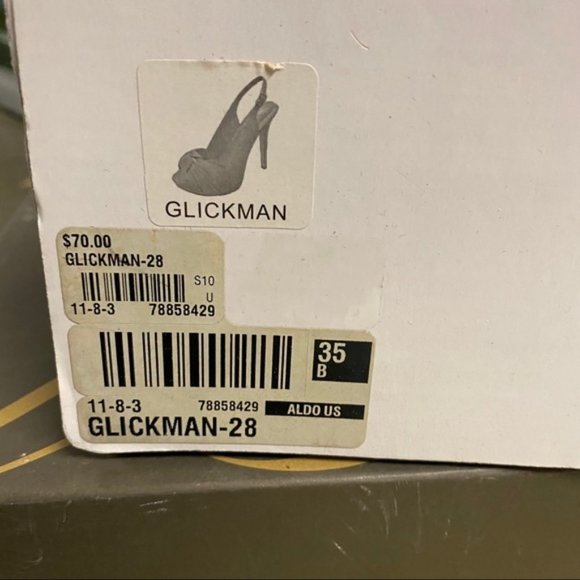 GLICKMAN
$70.00
GLICKMAN-28
S10
U
11-8-3 78858429
35
B
11-8-3 78858429 ALDO US
GLICKMAN-28